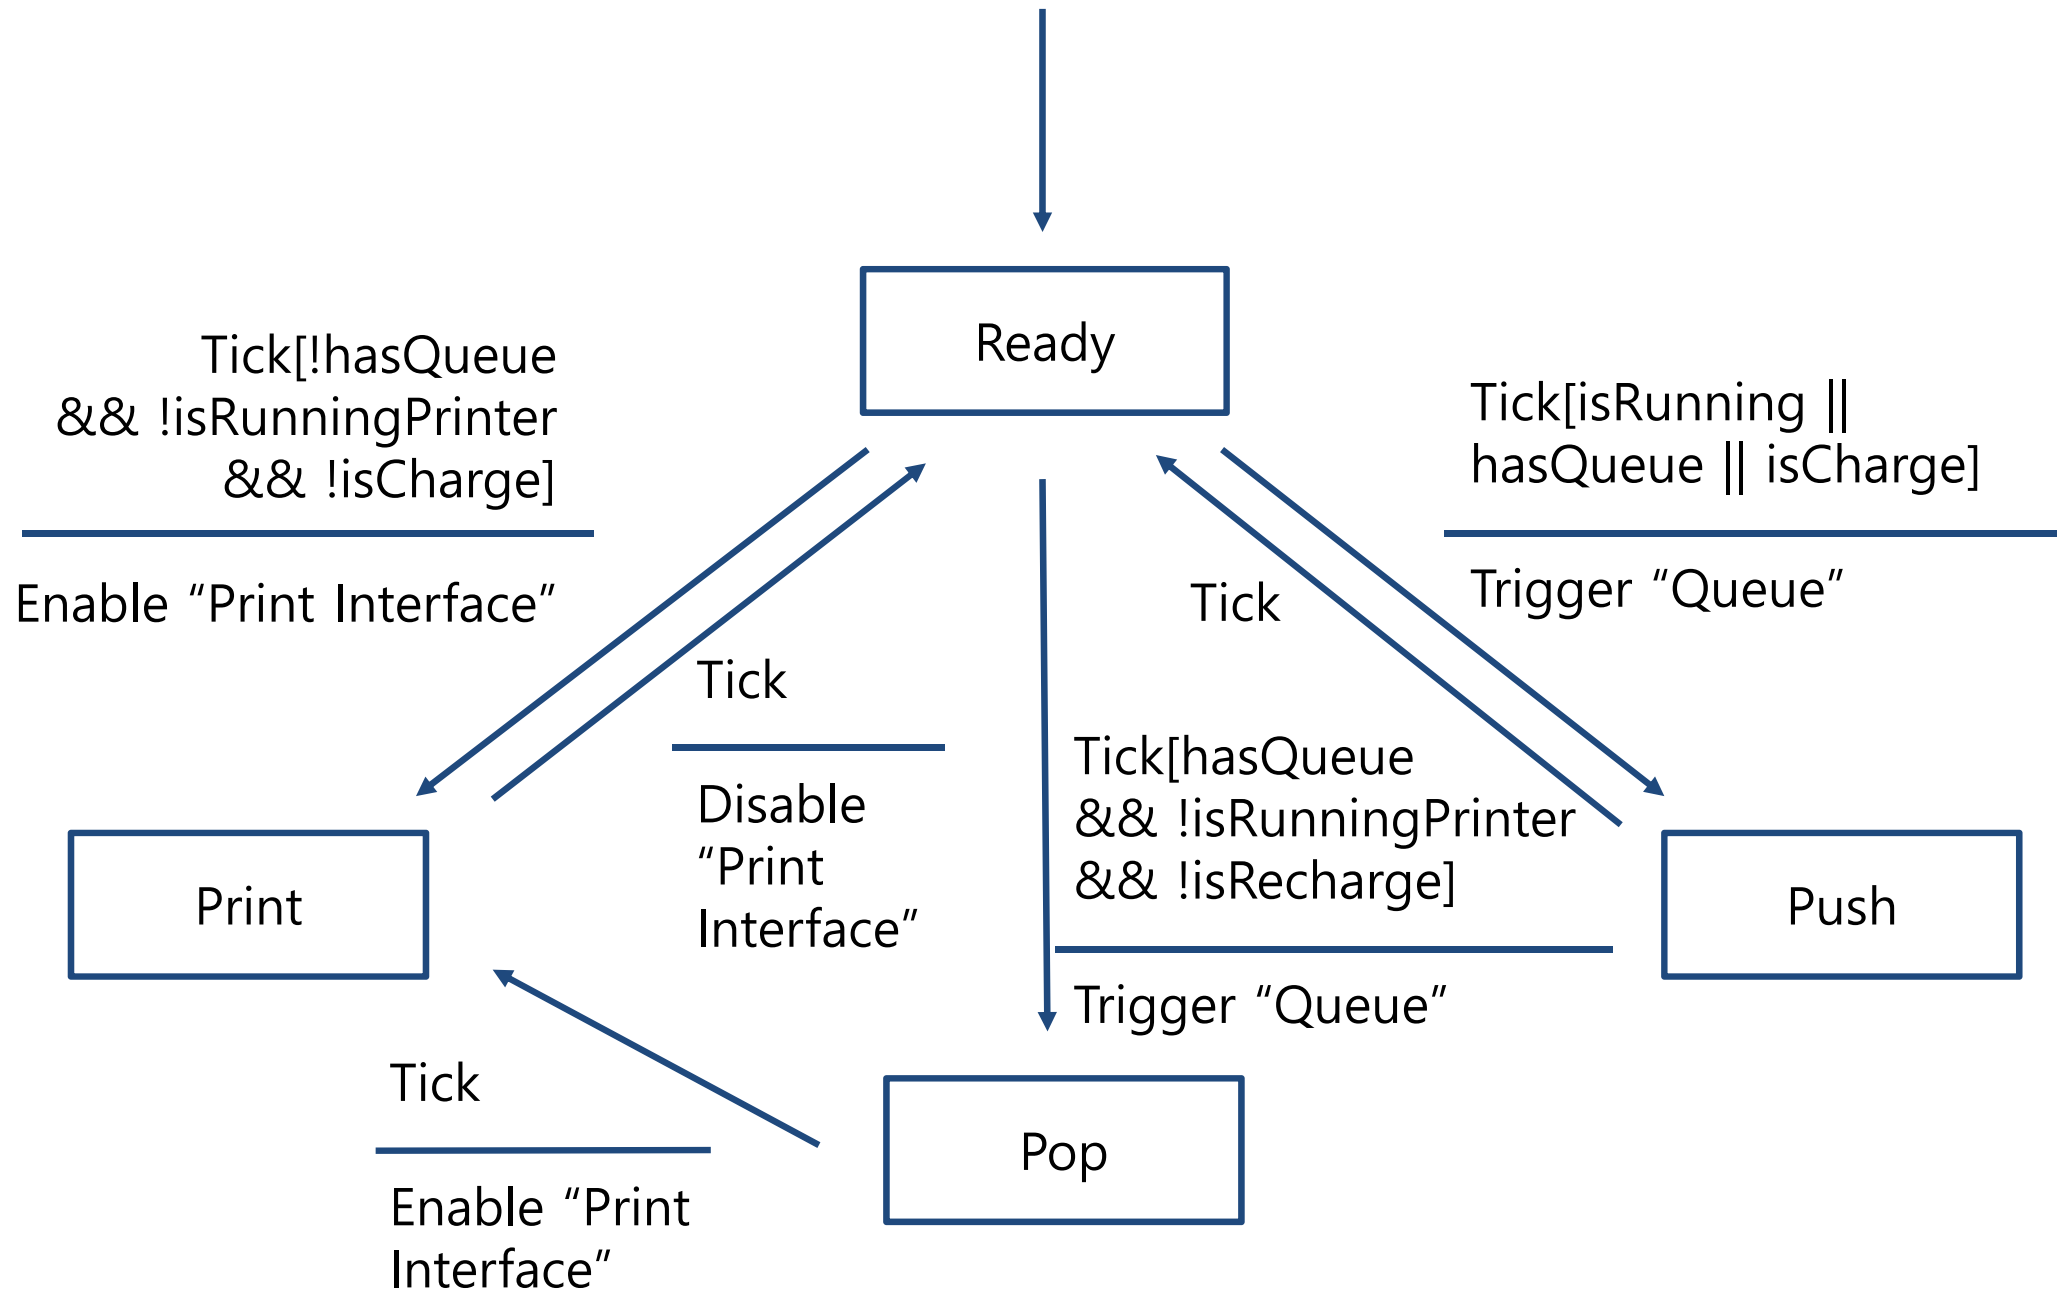 Ready
Tick[!hasQueue
&& !isRunningPrinter
&& !isCharge]
Enable “Print Interface”
Tick[isRunning ||
hasQueue || isCharge]
Trigger “Queue”
Tick
Tick
Disable
“Print
Interface”
Tick[hasQueue
&& !isRunningPrinter
&& !isRecharge]
Trigger “Queue”
Print
Push
Tick
Enable “Print
Interface”
Pop